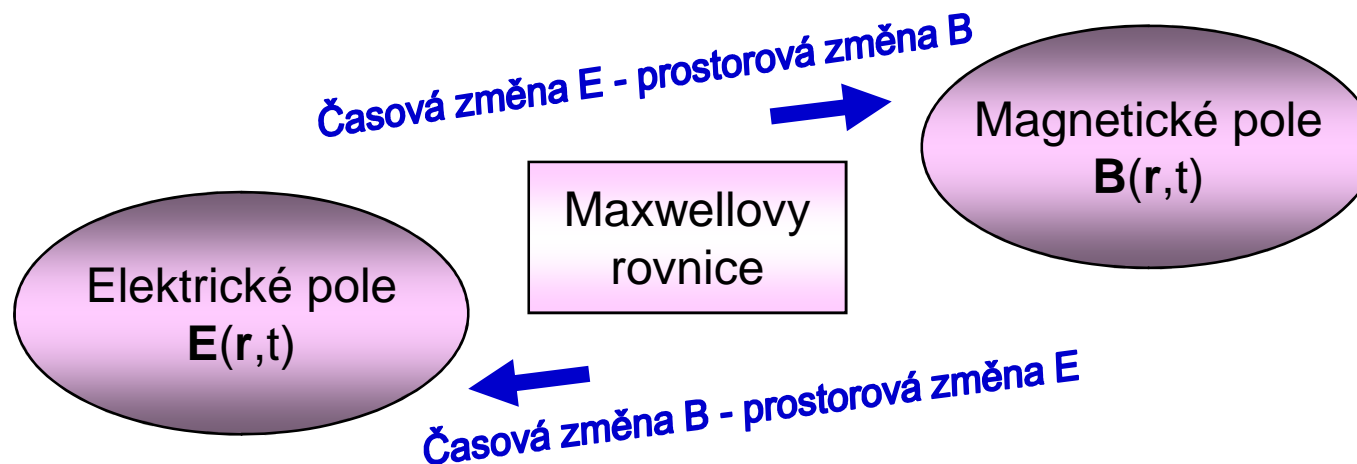 Časová změna E - prostorová změna B
Magnetické pole
B(r,t)
Maxwellovy
rovnice
Elektrické pole
E(r,t)
Časová změna B - prostorová změna E